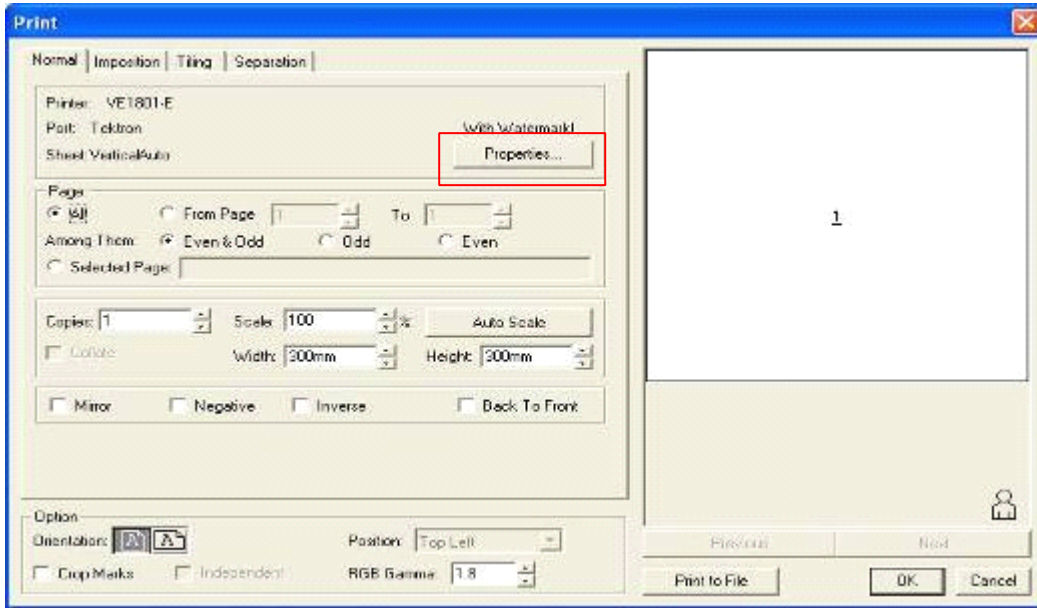 Print
Normal Imposition Tiling Separation
Printer: VE1801-E
Port: Tektron
With Watermark!
Sheet:VerticalAuto
Properties...
Page
All From Page 1 To 1
Among Them: Even & Odd Odd Even
Selected Page:
Copies: 1 Scale: 100 % Auto Scale
Collate Width: 300mm Height: 300mm
Mirror Negative Inverse Back To Front
Option
Orientation: Position: Top Left
Crop Marks Independent RGB Gamma: 1.8
1
Previous Next
Print to File OK Cancel